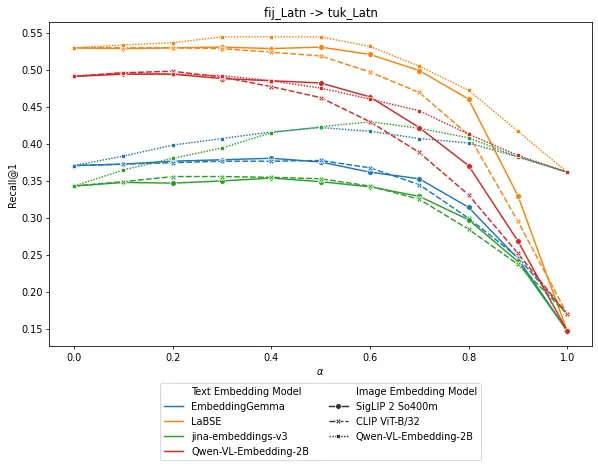 fij_Latn -> tuk_Latn
Recall@1
0.55
0.50
0.45
0.40
0.35
0.30
0.25
0.20
0.15
0.0 0.2 0.4 0.6 0.8 1.0
α
Text Embedding Model
EmbeddingGemma
LaBSE
jina-embeddings-v3
Qwen-VL-Embedding-2B
Image Embedding Model
SigLIP 2 So400m
CLIP ViT-B/32
Qwen-VL-Embedding-2B